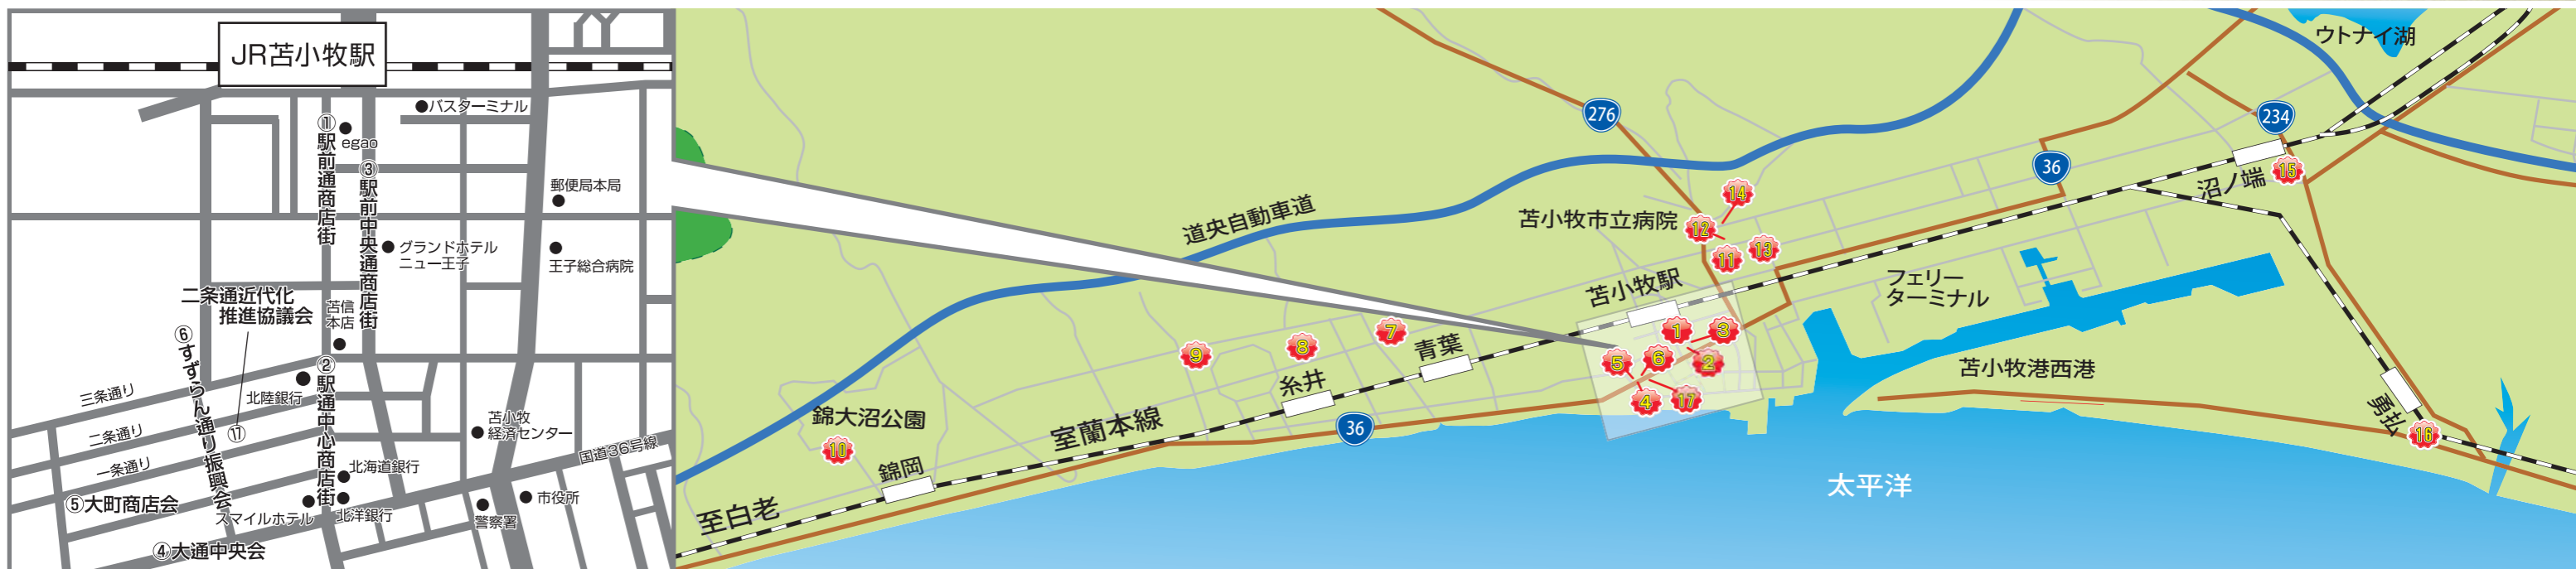 JR苫小牧駅
●バスターミナル
①駅前通商店街
egao
③駅前中央通商店街
郵便局本局
グランドホテル
ニュー王子
王子総合病院
二条通近代化
推進協議会
苫信
本店
⑥すずらん通り振興会
②駅通中心商店街
三条通り
北陸銀行
二条通り
⑰
苫小牧
経済センター
一条通り
国道36号線
北海道銀行
⑤大町商店会
市役所
スマイルホテル
北洋銀行
警察署
④大通中央会
ウトナイ湖
276
234
36
道央自動車道
苫小牧市立病院
14
12
13
11
沼ノ端
15
苫小牧駅
フェリー
ターミナル
1
3
7
8
9
青葉
5
6
2
苫小牧港西港
糸井
4
17
錦大沼公園
室蘭本線
36
勇払
16
10
錦岡
太平洋
至白老